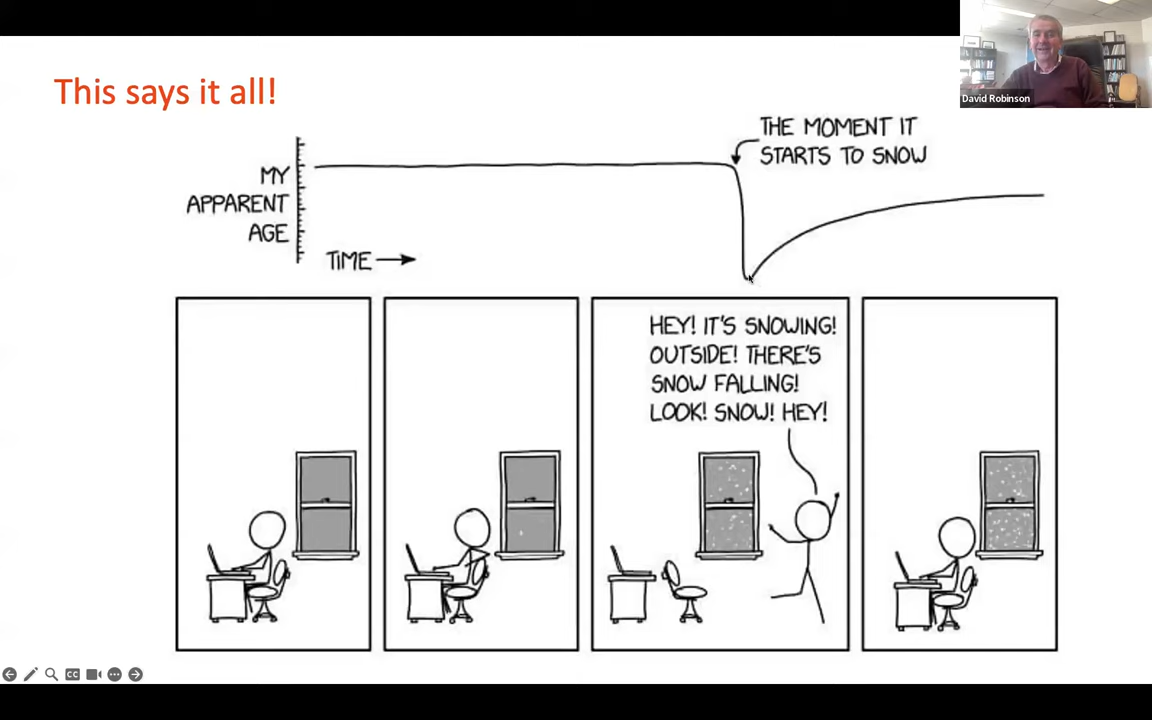 This says it all!
David Robinson
THE MOMENT IT
STARTS TO SNOW
MY
APPARENT
AGE
TIME
HEY! IT'S SNOWING!
OUTSIDE! THERE'S
SNOW FALLING!
LOOK! SNOW! HEY!
CC